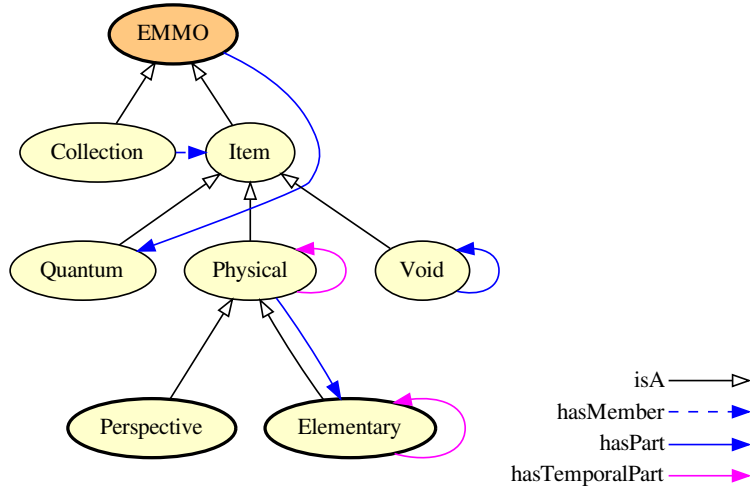 EMMO
Collection
Item
Quantum
Physical
Void
Perspective
Elementary
isA
hasMember
hasPart
hasTemporalPart